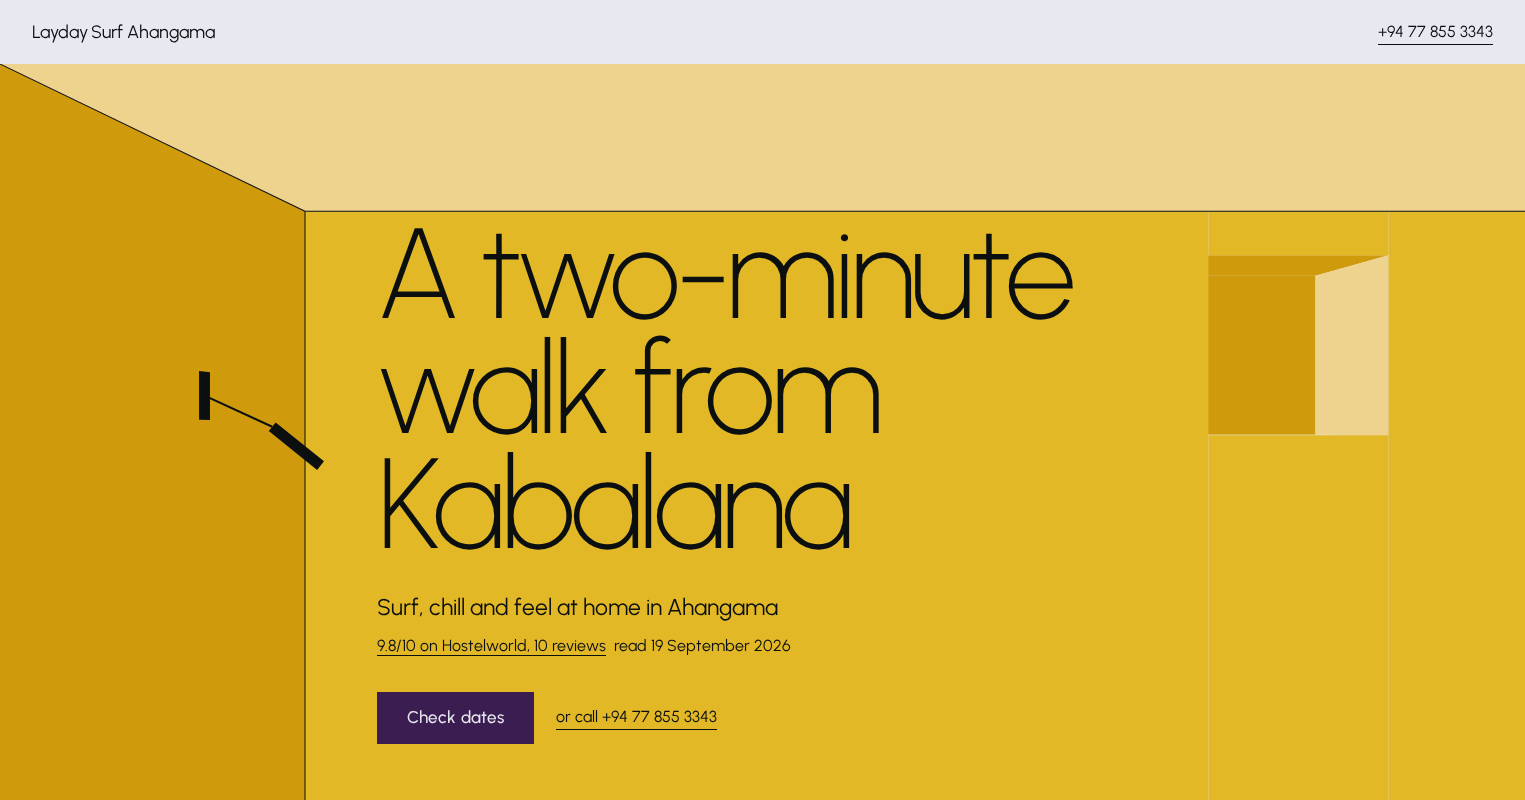 Layday Surf Ahangama
+94 77 855 3343
A two-minute
walk from
Kabalana
Surf, chill and feel at home in Ahangama
9.8/10 on Hostelworld, 10 reviews read 19 September 2026
Check dates
or call +94 77 855 3343